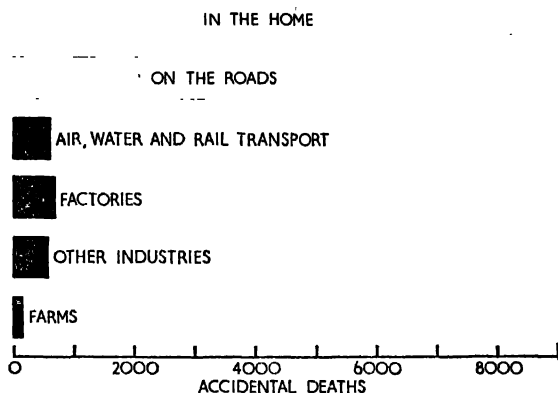 IN THE HOME
ON THE ROADS
AIR, WATER AND RAIL TRANSPORT
FACTORIES
OTHER INDUSTRIES
FARMS
0 2000 4000 6000 8000
ACCIDENTAL DEATHS